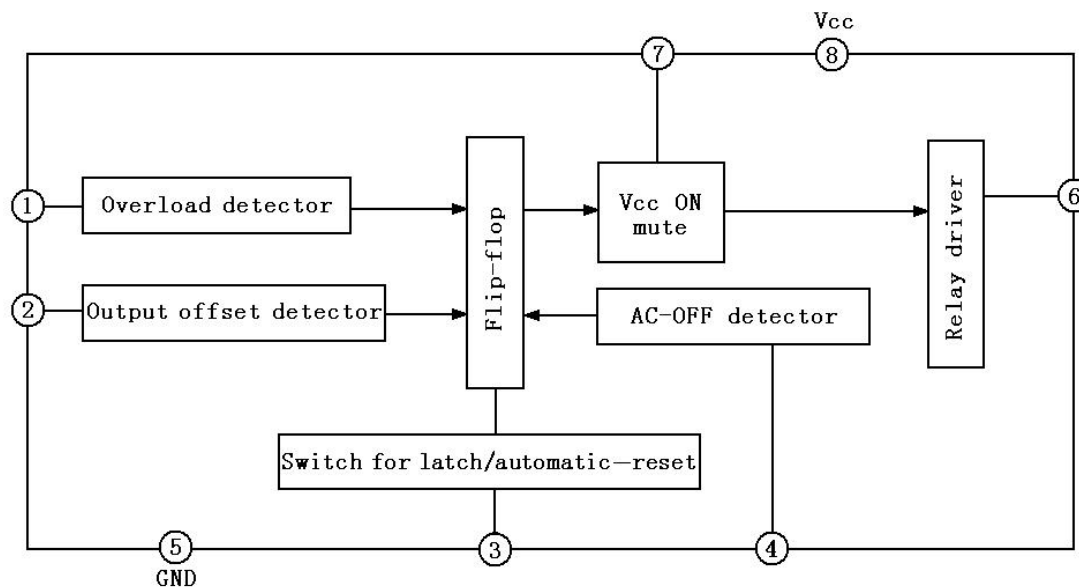 Vcc
7
8
1
Overload detector
Flip-flop
Vcc ON
mute
Relay driver
6
2
Output offset detector
AC-OFF detector
Switch for latch/automatic-reset
5
GND
3
4